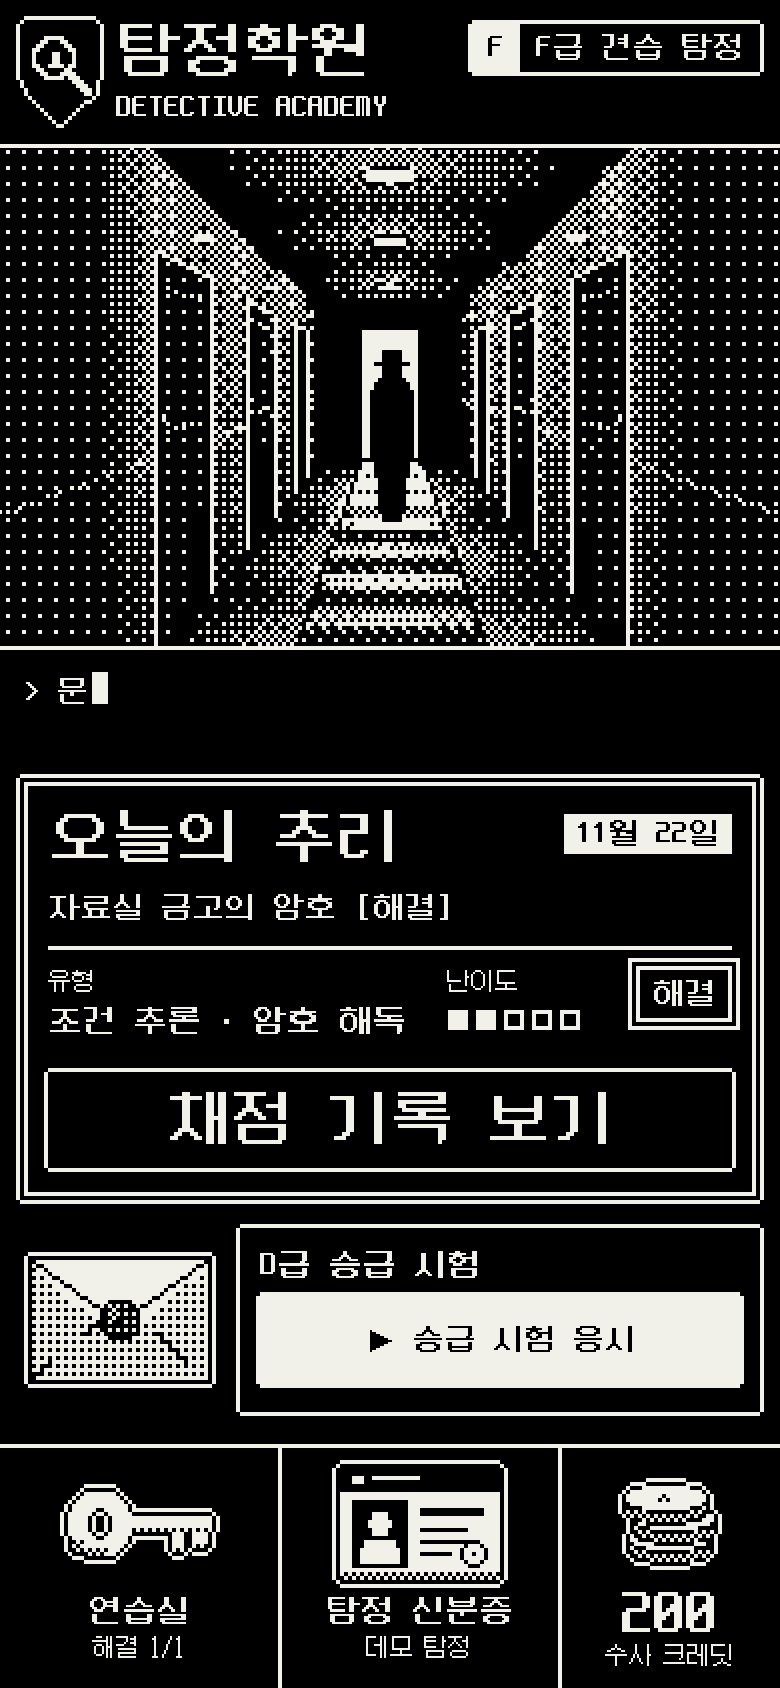 탐정학원
DETECTIVE ACADEMY
F F급 견습 탐정
> 문
오늘의 추리
11월 22일
자료실 금고의 암호 [해결]
유형
조건 추론 · 암호 해독
난이도
해결
채점 기록 보기
D급 승급 시험
▶ 승급 시험 응시
연습실
해결 1/1
탐정 신분증
데모 탐정
200
수사 크레딧